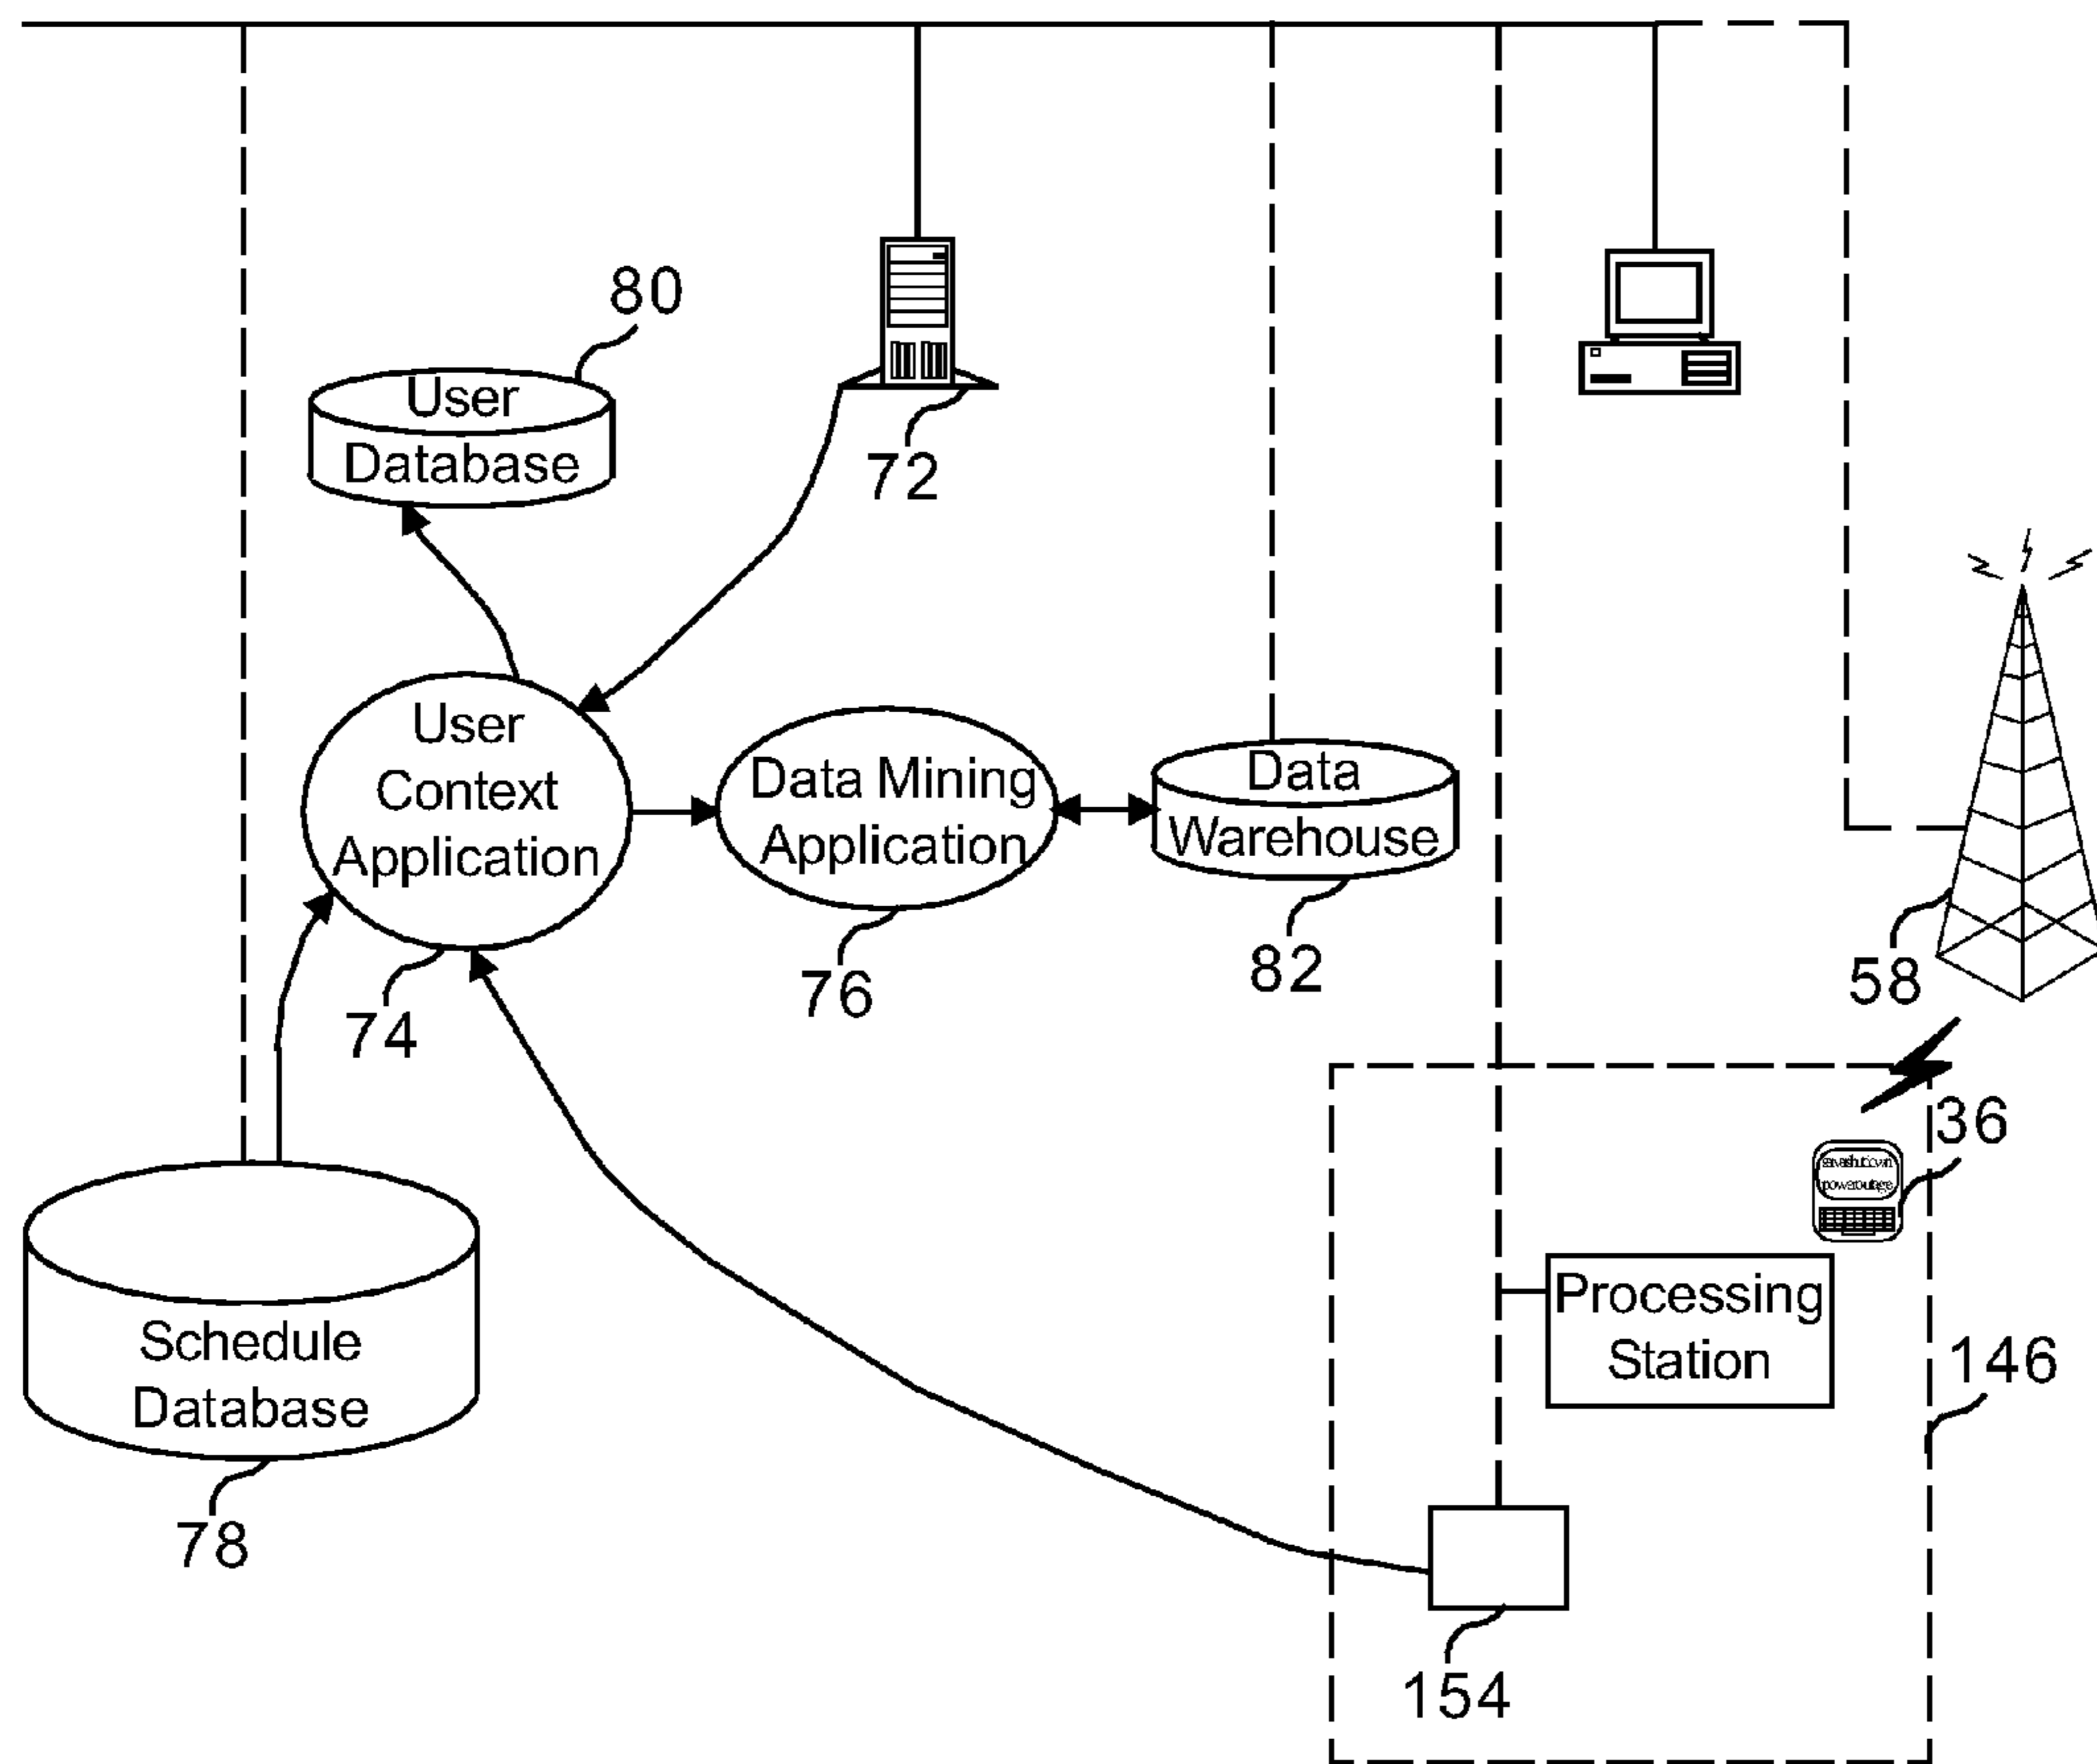 80
User
Database
72
User
Context
Application
Data Mining
Application
Data
Warehouse
74
76
82
58
36
Processing
Station
146
Schedule
Database
78
154